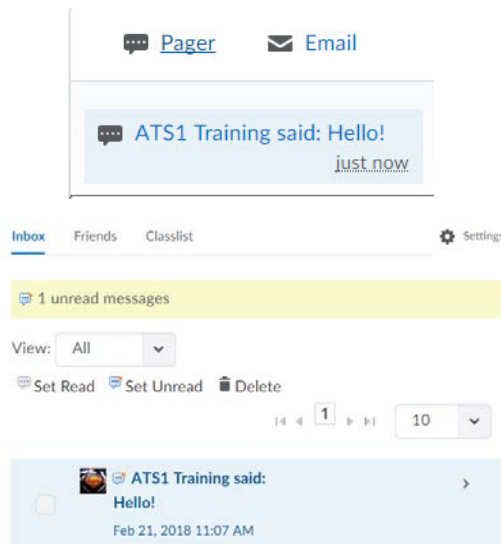 Pager Email
ATS1 Training said: Hello!
just now
Inbox Friends Classlist Settings
1 unread messages
View: All
Set Read Set Unread Delete
1 10
ATS1 Training said:
Hello!
Feb 21, 2018 11:07 AM